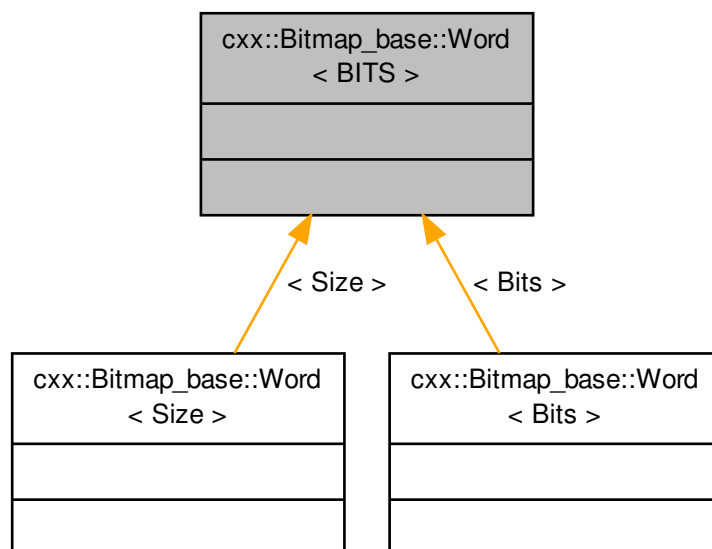 cxx::Bitmap_base::Word
< BITS >
< Size >
< Bits >
cxx::Bitmap_base::Word
< Size >
cxx::Bitmap_base::Word
< Bits >